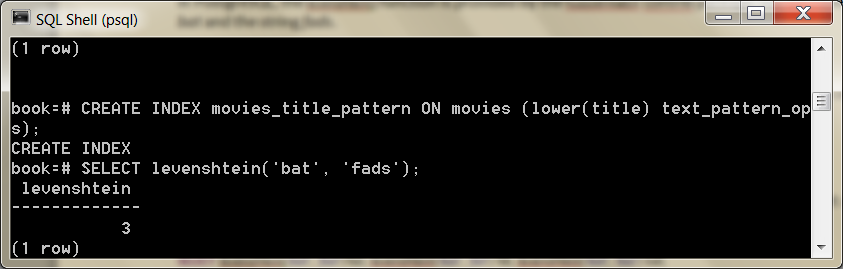 SQL Shell (psql)
(1 row)
book=# CREATE INDEX movies_title_pattern ON movies (lower(title) text_pattern_op
s);
CREATE INDEX
book=# SELECT levenshtein('bat', 'fads');
levenshtein
-------------
3
(1 row)